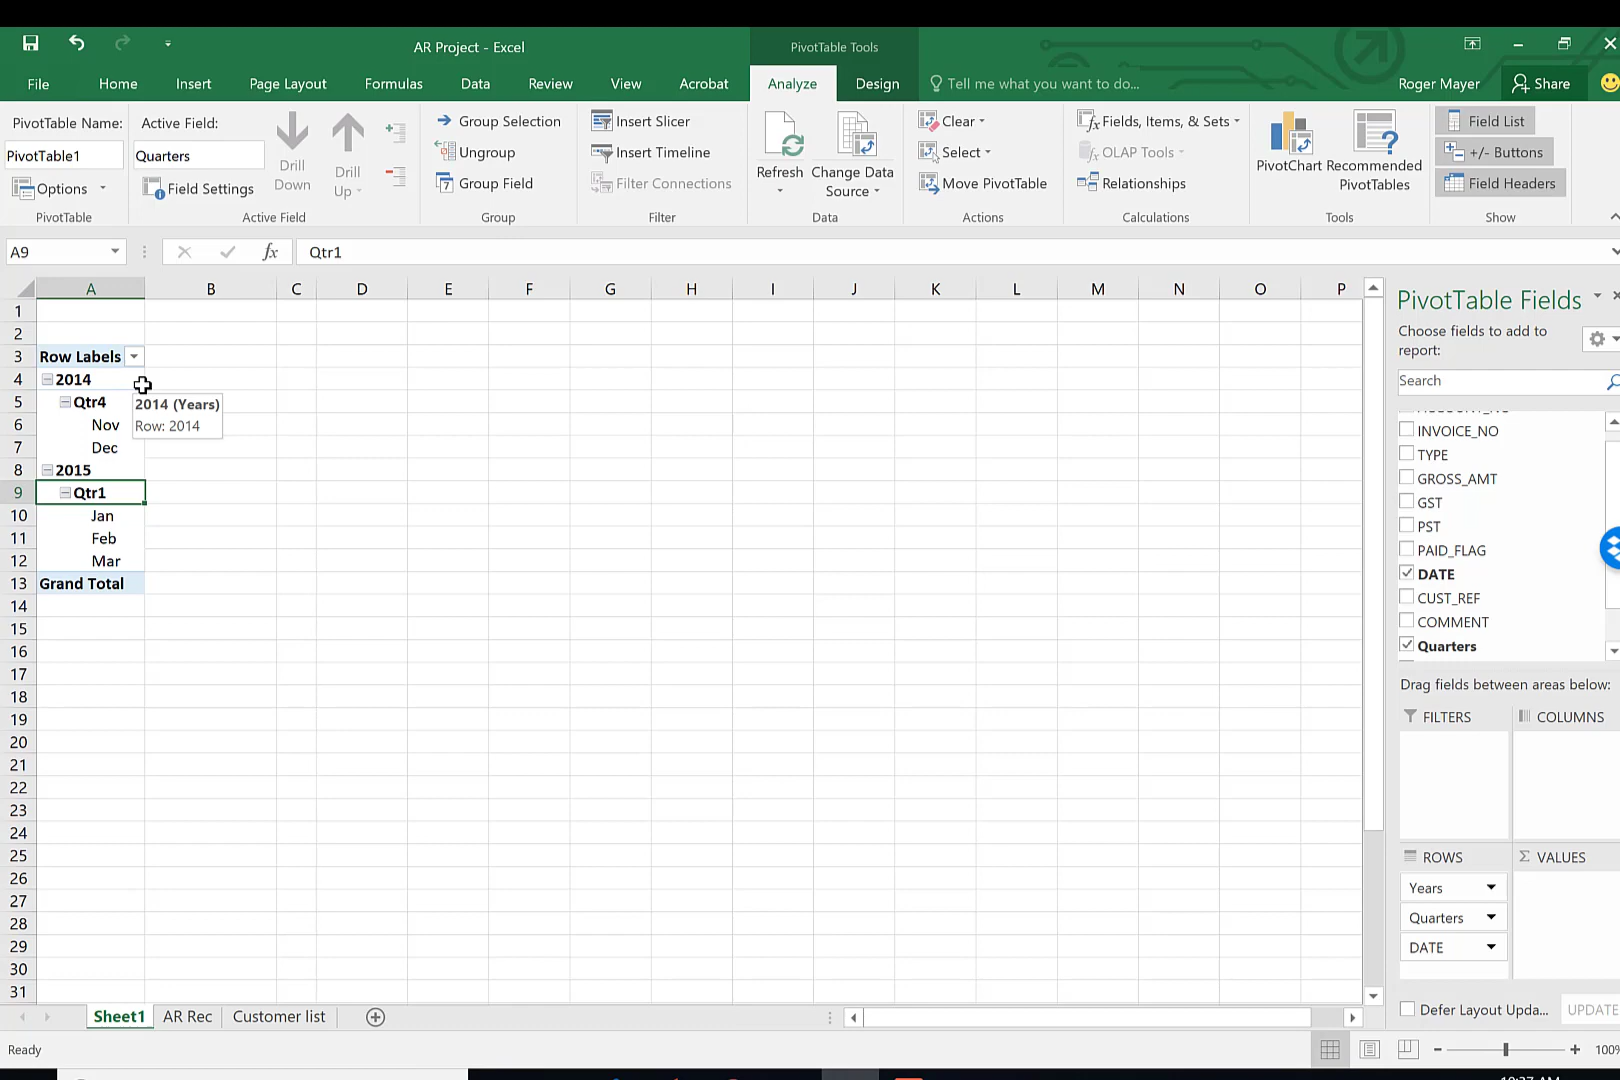 AR Project - Excel
PivotTable Tools
File Home Insert Page Layout Formulas Data Review View Acrobat Analyze Design Tell me what you want to do... Roger Mayer Share
PivotTable Name:
PivotTable1
Options
PivotTable
Active Field:
Quarters
Field Settings
Drill Down
Drill Up
Active Field
Group Selection
Ungroup
Group Field
Group
Insert Slicer
Insert Timeline
Filter Connections
Filter
Refresh
Change Data Source
Data
Clear
Select
Move PivotTable
Actions
Fields, Items, & Sets
OLAP Tools
Relationships
Calculations
PivotChart
Recommended PivotTables
Tools
Field List
+/- Buttons
Field Headers
Show
A9 fx Qtr1
A B C D E F G H I J K L M N O P
1
2
3 Row Labels
4 2014
5 Qtr4
6 Nov
7 Dec
8 2015
9 Qtr1
10 Jan
11 Feb
12 Mar
13 Grand Total
14
15
16
17
18
19
20
21
22
23
24
25
26
27
28
29
30
31
2014 (Years)
Row: 2014
PivotTable Fields
Choose fields to add to
report:
Search
INVOICE_NO
TYPE
GROSS_AMT
GST
PST
PAID_FLAG
DATE
CUST_REF
COMMENT
Quarters
Drag fields between areas below:
FILTERS
COLUMNS
ROWS
Σ VALUES
Years
Quarters
DATE
Defer Layout Upda... UPDATE
Sheet1 AR Rec Customer list
Ready
100%